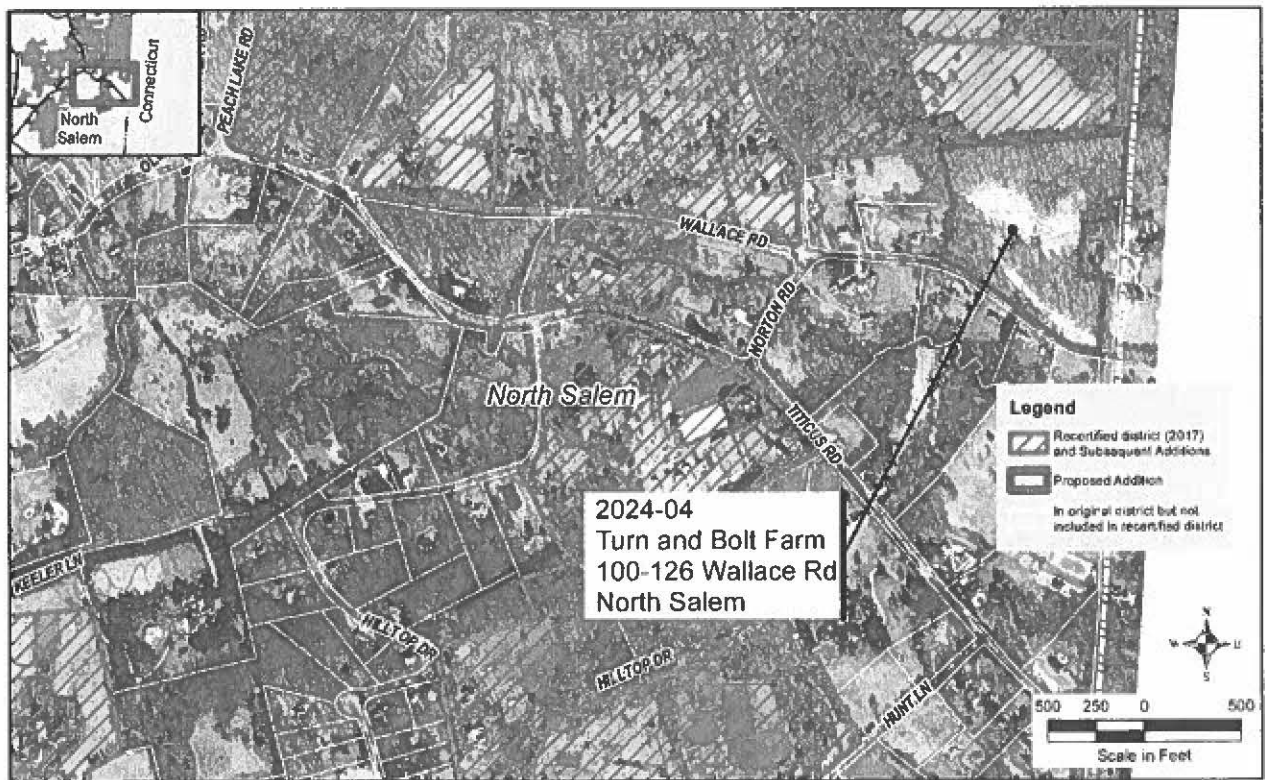 North
Salem
Connecticut
PEACH LAKE RD
WALLACE RD
NORTON RD
North Salem
TITICUS RD
Legend
Recertified district (2017)
and Subsequent Additions
Proposed Addition
In original district but not
included in recertified district
2024-04
Turn and Bolt Farm
100-126 Wallace Rd
North Salem
KEELER LN
HILLTOP DR
HILLTOP DR
HUNT LN
N
S
500 250 0 500
Scale in Feet